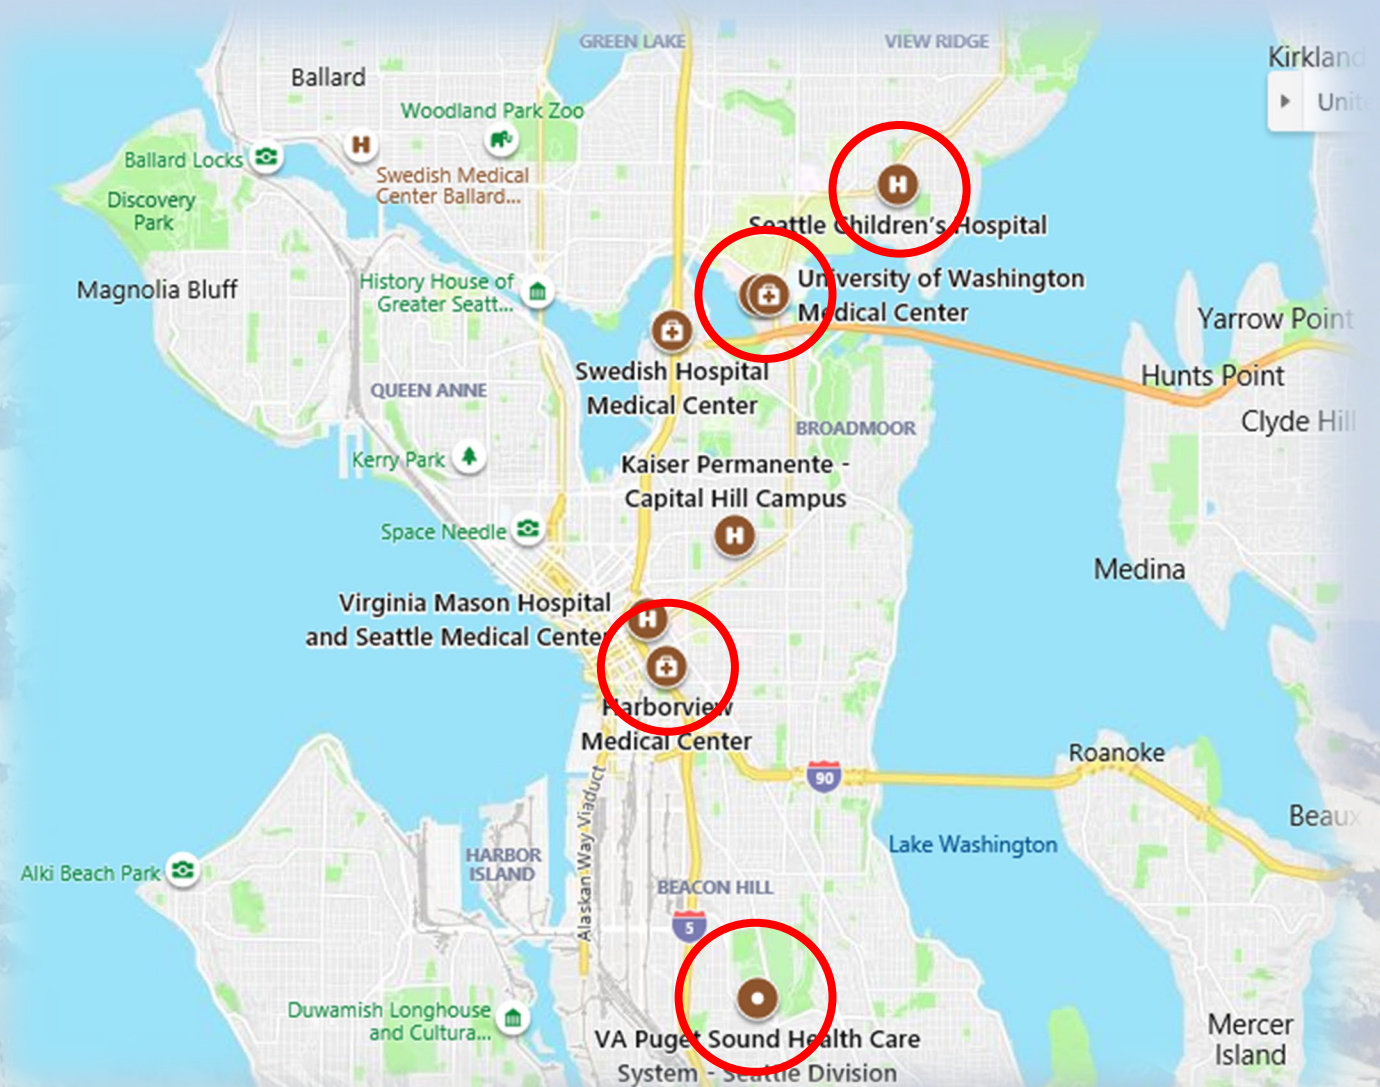 GREEN LAKE
VIEW RIDGE
Kirkland
Ballard
Unite
Woodland Park Zoo
Ballard Locks
H
Swedish Medical
Center Ballard...
H
Discovery
Park
Seattle Children's Hospital
Magnolia Bluff
History House of
Greater Seatt...
University of Washington
Medical Center
Yarrow Point
Swedish Hospital
Medical Center
Hunts Point
QUEEN ANNE
Clyde Hill
BROADMOOR
Kerry Park
Kaiser Permanente -
Capital Hill Campus
Space Needle
H
Medina
Virginia Mason Hospital
and Seattle Medical Center
H
Harborview
Medical Center
Roanoke
90
Alaskan Way Viaduct
Beaux
Lake Washington
Alki Beach Park
HARBOR
ISLAND
BEACON HILL
5
Duwamish Longhouse
and Cultura...
VA Puget Sound Health Care
System - Seattle Division
Mercer
Island